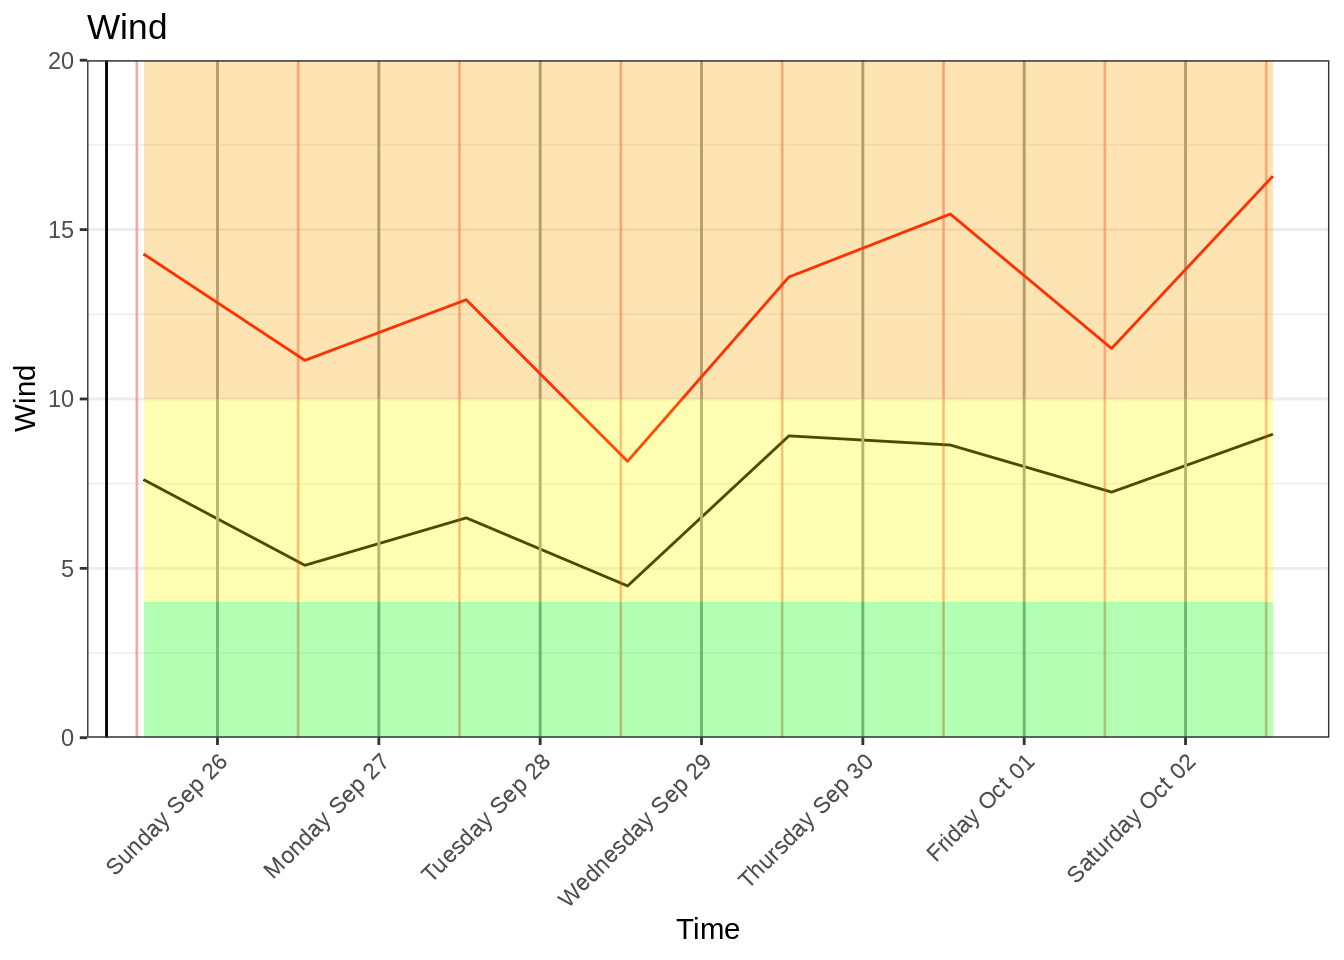 Wind
20
15
10
5
0
Wind
Sunday Sep 26
Monday Sep 27
Tuesday Sep 28
Wednesday Sep 29
Thursday Sep 30
Friday Oct 01
Saturday Oct 02
Time